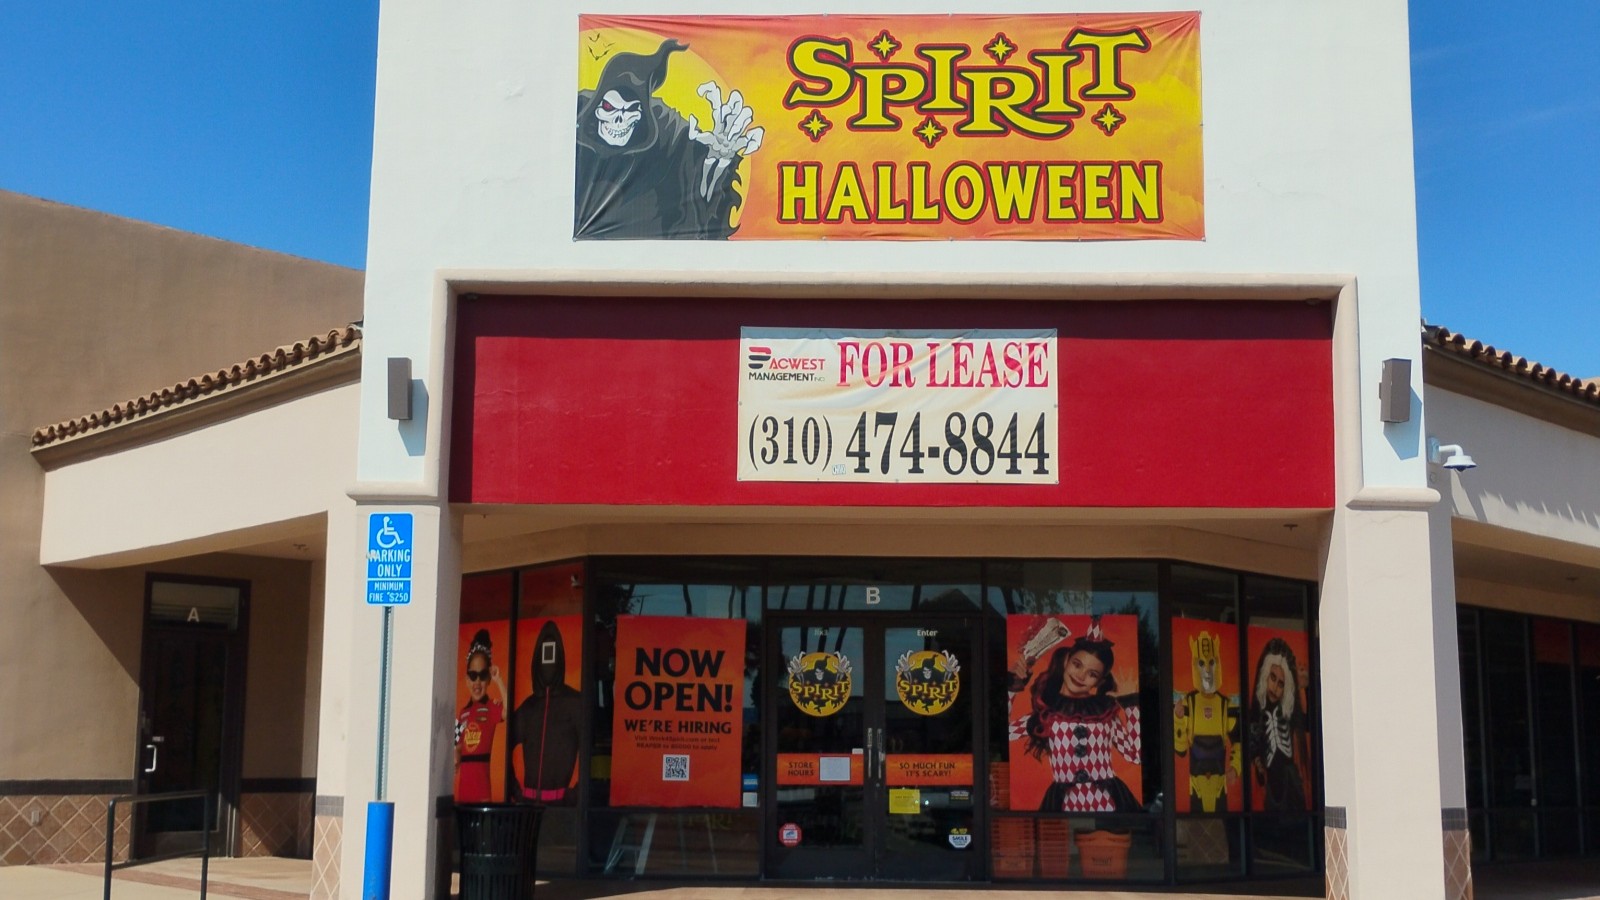 SPIRIT
HALLOWEEN
PACWEST
MANAGEMENT INC
FOR LEASE
(310) 474-8844
PARKING
ONLY
MINIMUM
FINE $250
A
B
Enter
NOW
OPEN!
WE'RE HIRING
SPIRIT
SPIRIT
STORE
HOURS
SO MUCH FUN
IT'S SCARY!
SMILE